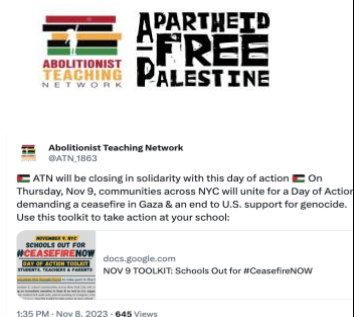 ABOLITIONIST
TEACHING
NETWORK
APARTHEID
-FREE
PALESTINE
Abolitionist Teaching Network
@ATN_1863
ATN will be closing in solidarity with this day of action On
Thursday, Nov 9, communities across NYC will unite for a Day of Action
demanding a ceasefire in Gaza & an end to U.S. support for genocide.
Use this toolkit to take action at your school:
NOVEMBER 9, NYC
SCHOOLS OUT FOR
#CEASEFIRENOW
DAY OF ACTION TOOLKIT
STUDENTS, TEACHERS & PARENTS
docs.google.com
NOV 9 TOOLKIT: Schools Out for #CeasefireNOW
1:35 PM · Nov 8, 2023 · 645 Views